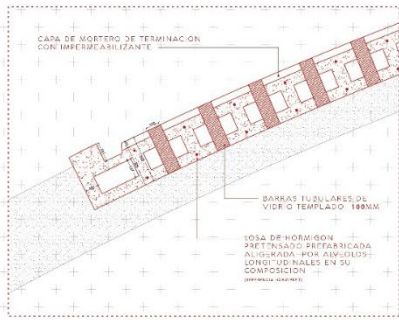 CAPA DE MORTERO DE TERMINACION
CON IMPERMEABILIZANTE
BARRAS TUBULARES DE
VIDRIO TEMPLADO 100MM
LOSA DE HORMIGON
PRETENSADO PREFABRICADA
ALIGERADA POR ALVEOLOS
LONGITUDINALES EN SU
COMPOSICION